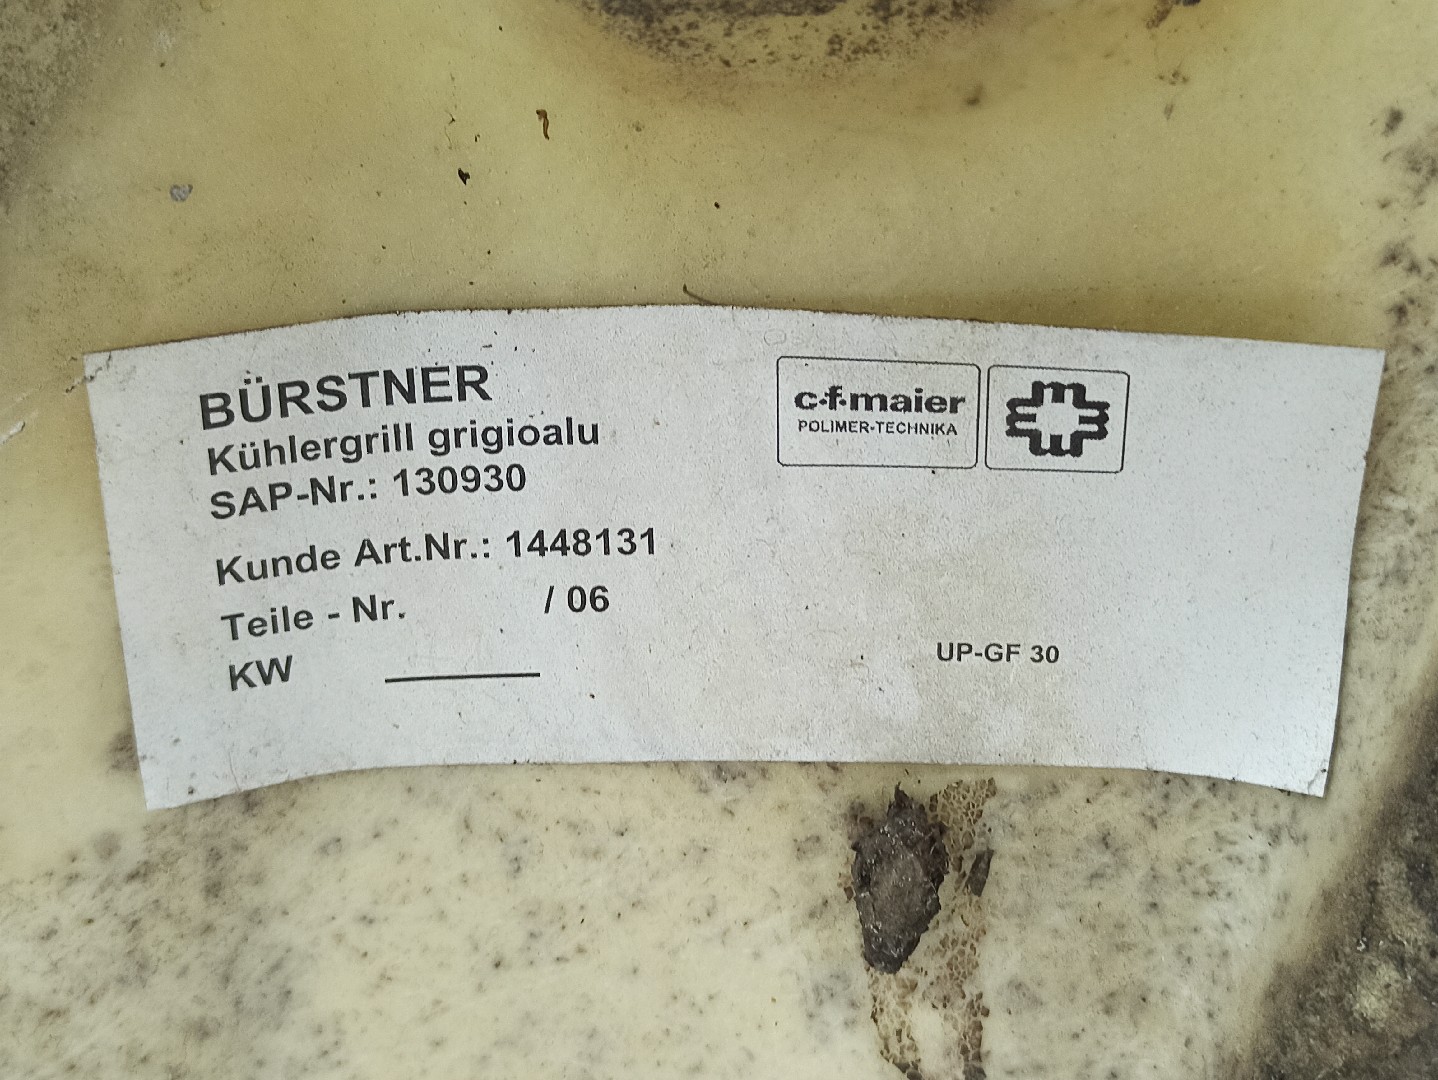 BÜRSTNER
Kühlergrill grigioalu
SAP-Nr.: 130930
Kunde Art.Nr.: 1448131
Teile - Nr. / 06
KW
c·f·maier
POLIMER-TECHNIKA
UP-GF 30